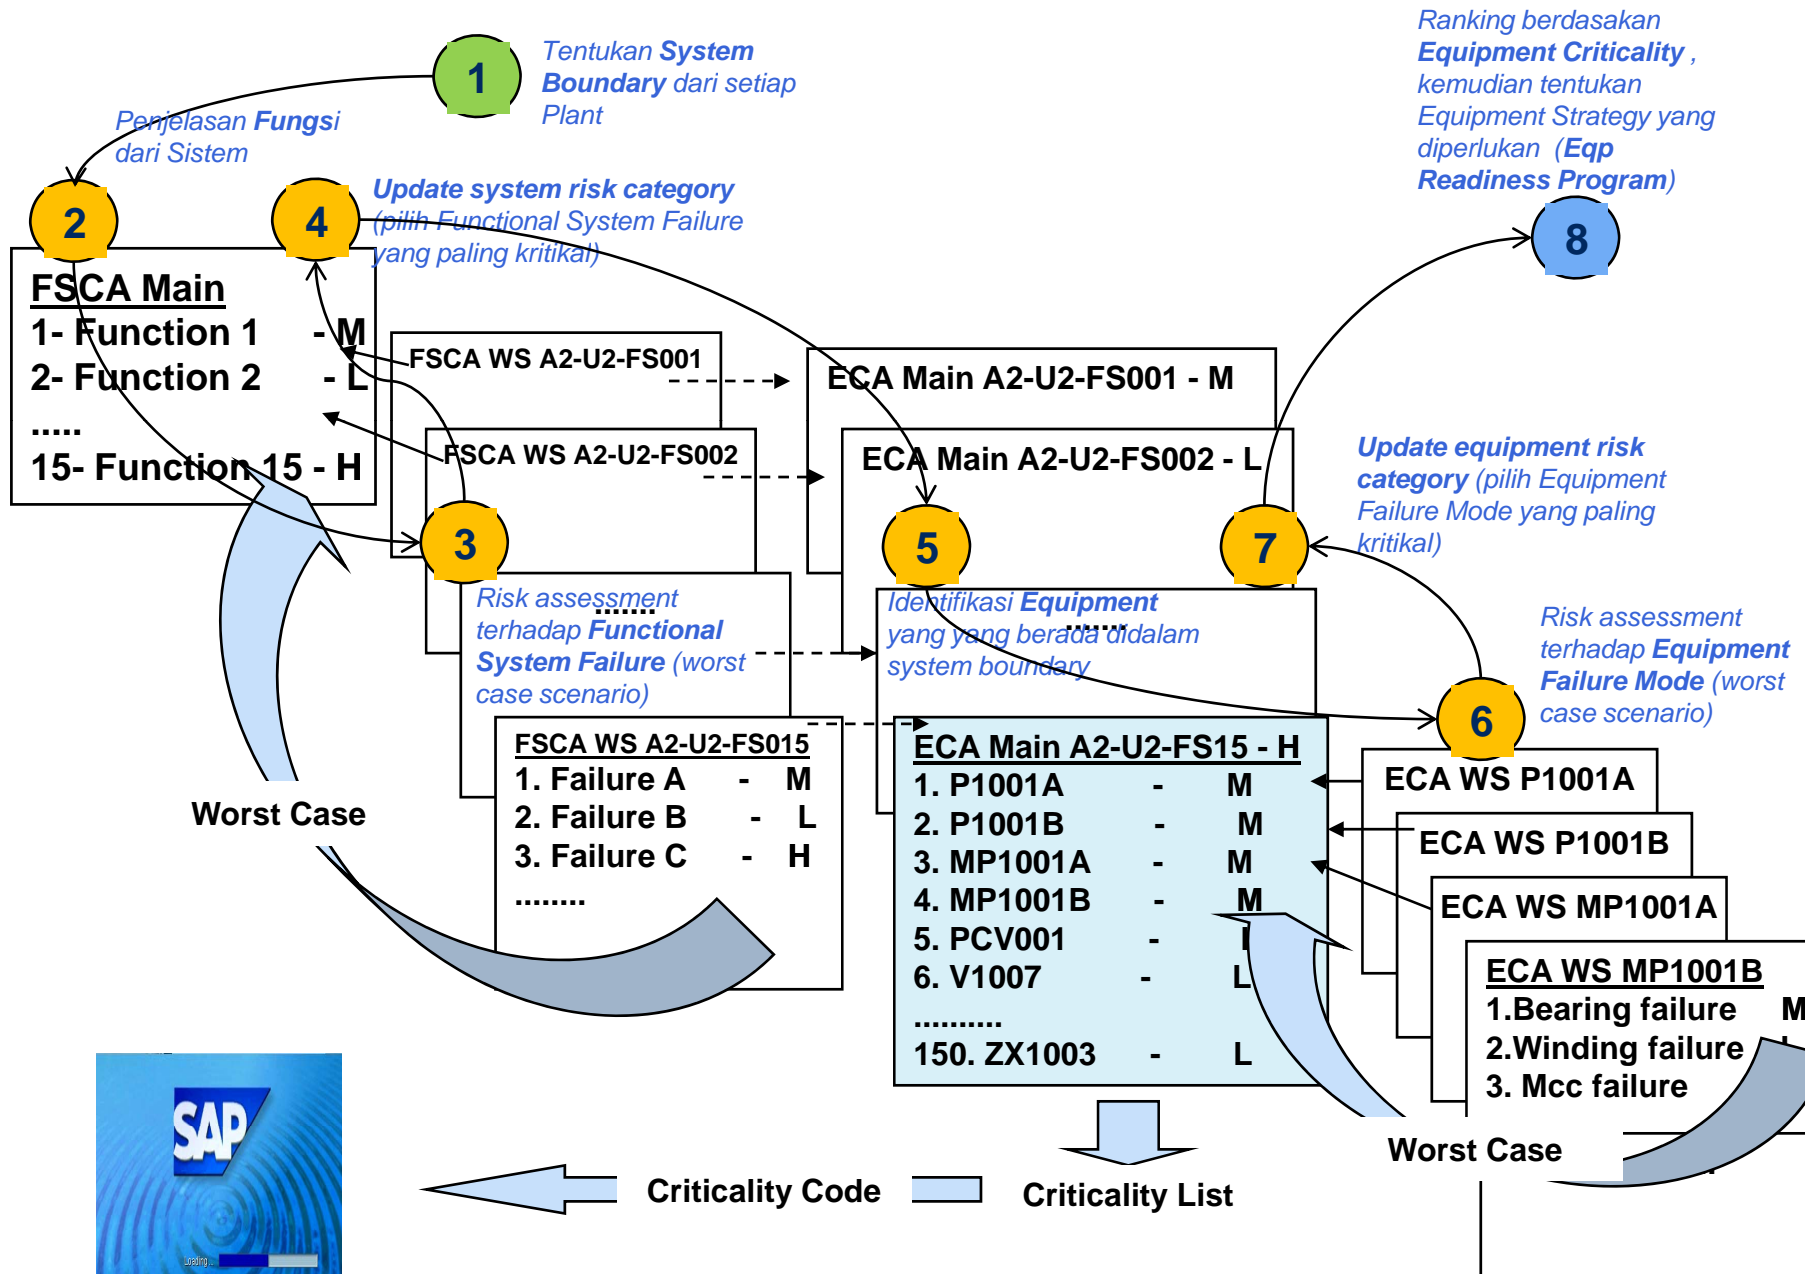 1
Tentukan System
Boundary dari setiap
Plant
Penjelasan Fungsi
dari Sistem
2
4
Update system risk category
(pilih Functional System Failure
yang paling kritikal)
Ranking berdasakan
Equipment Criticality ,
kemudian tentukan
Equipment Strategy yang
diperlukan (Eqp
Readiness Program)
8
FSCA Main
1- Function 1 - M
2- Function 2 - L
.....
15- Function 15 - H
FSCA WS A2-U2-FS001
FSCA WS A2-U2-FS002
3
Risk assessment
terhadap Functional
System Failure (worst
case scenario)
.......
FSCA WS A2-U2-FS015
1. Failure A - M
2. Failure B - L
3. Failure C - H
........
Worst Case
ECA Main A2-U2-FS001 - M
ECA Main A2-U2-FS002 - L
5
7
Identifikasi Equipment
yang yang berada didalam
system boundary
.......
Update equipment risk
category (pilih Equipment
Failure Mode yang paling
kritikal)
Risk assessment
terhadap Equipment
Failure Mode (worst
case scenario)
6
ECA Main A2-U2-FS15 - H
1. P1001A - M
2. P1001B - M
3. MP1001A - M
4. MP1001B - M
5. PCV001 -
6. V1007 - L
..........
150. ZX1003 - L
ECA WS P1001A
ECA WS P1001B
ECA WS MP1001A
ECA WS MP1001B
1.Bearing failure M
2.Winding failure
3. Mcc failure
Worst Case
SAP
Loading...
Criticality Code
Criticality List